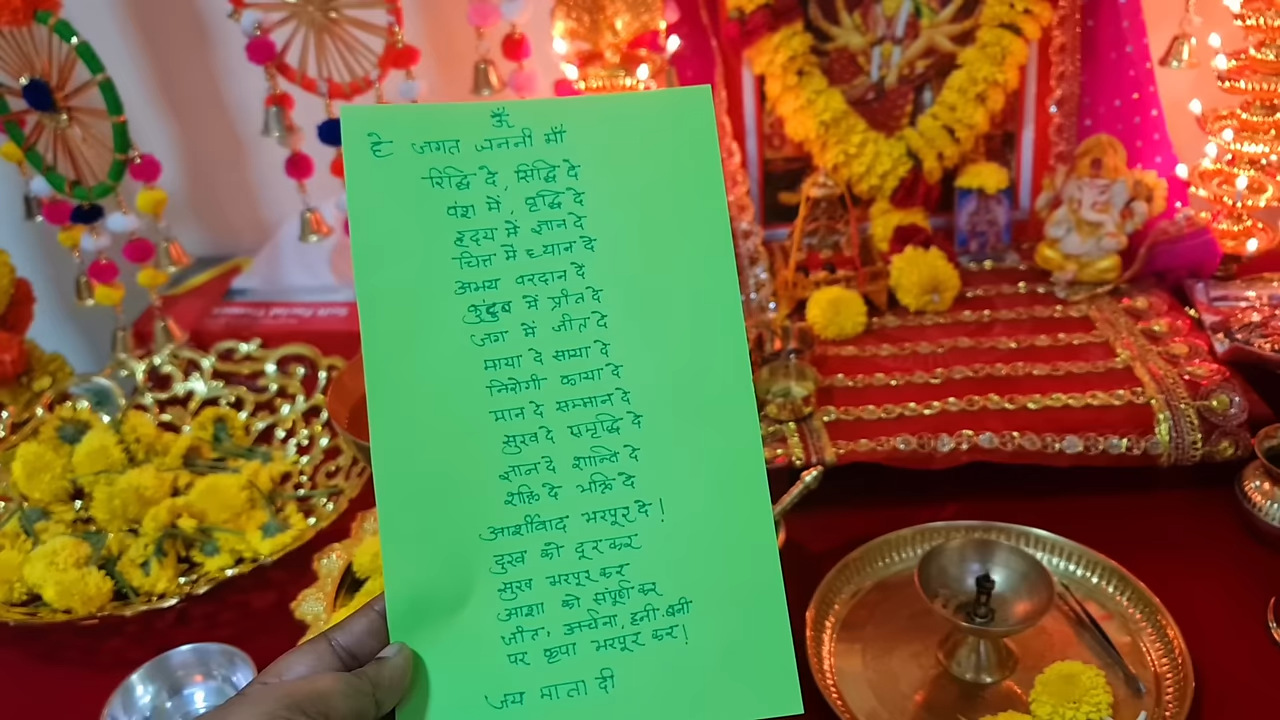 ॐ
हे जगत जननी माँ
रिद्धि दे, सिद्धि दे
वंश में, वृद्धि दे
हृदय में ज्ञान दे
चित्त में ध्यान दे
अभय वरदान दे
कुंटुब में प्रीत दे
जग में जीत दे
माया दे साया दे
निरोगी काया दे
मान दे सम्मान दे
सुख दे समृद्धि दे
ज्ञान दे शान्ति दे
शक्ति दे भक्ति दे
आर्शीवाद भरपूर दे!
दुख को दूर कर
सुख भरपूर कर
आशा को संपूर्ण कर
जीत, अर्चना, हनी-बनी
पर कृपा भरपूर कर!
जय माता दी